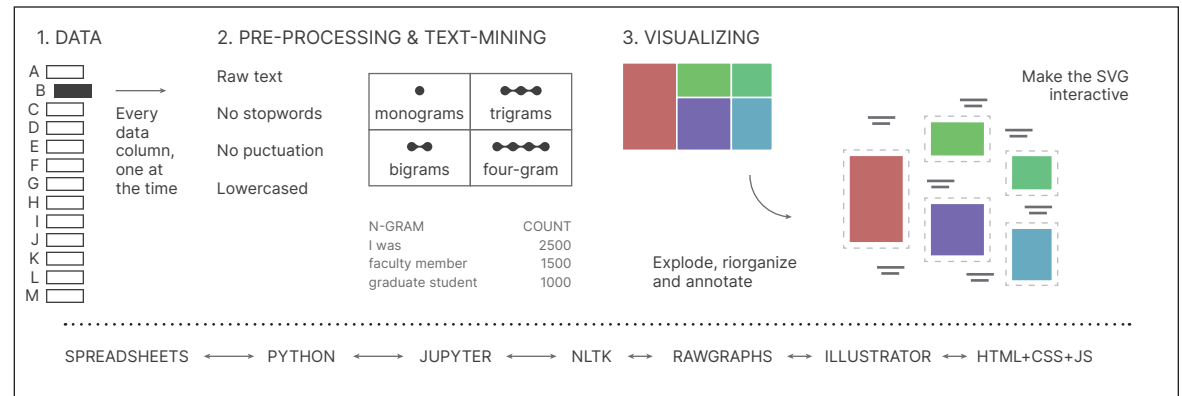 1. DATA
A
B
C
D
E
F
G
H
I
J
K
L
M
Every
data
column,
one at
the time
2. PRE-PROCESSING & TEXT-MINING
Raw text
No stopwords
No puctuation
Lowercased
monograms
trigrams
bigrams
four-gram
N-GRAM COUNT
I was 2500
faculty member 1500
graduate student 1000
3. VISUALIZING
Explode, riorganize
and annotate
Make the SVG
interactive
SPREADSHEETS PYTHON JUPYTER NLTK RAWGRAPHS ILLUSTRATOR HTML+CSS+JS